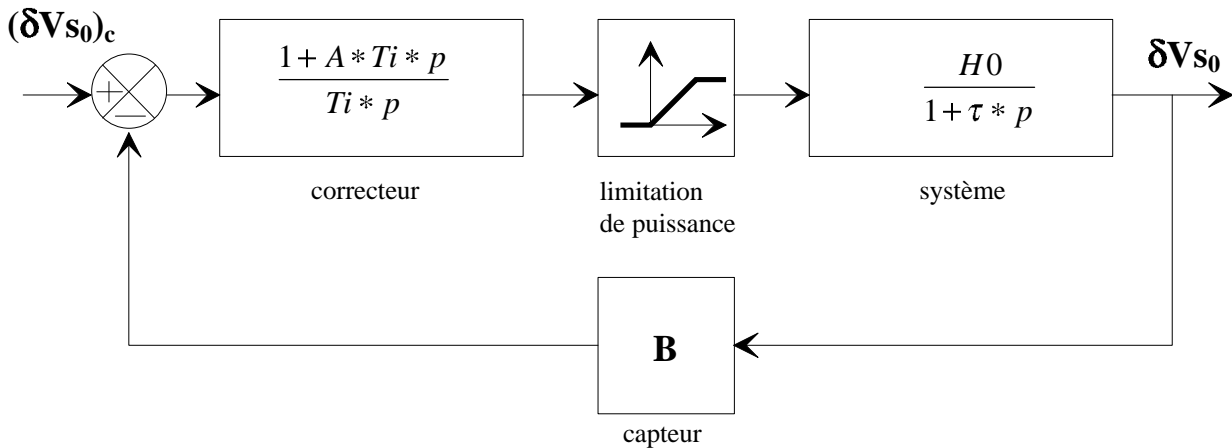 (δVs₀)c
+
−
1 + A * Ti * p
Ti * p
H0
1 + τ * p
δVs₀
correcteur
limitation
de puissance
système
B
capteur